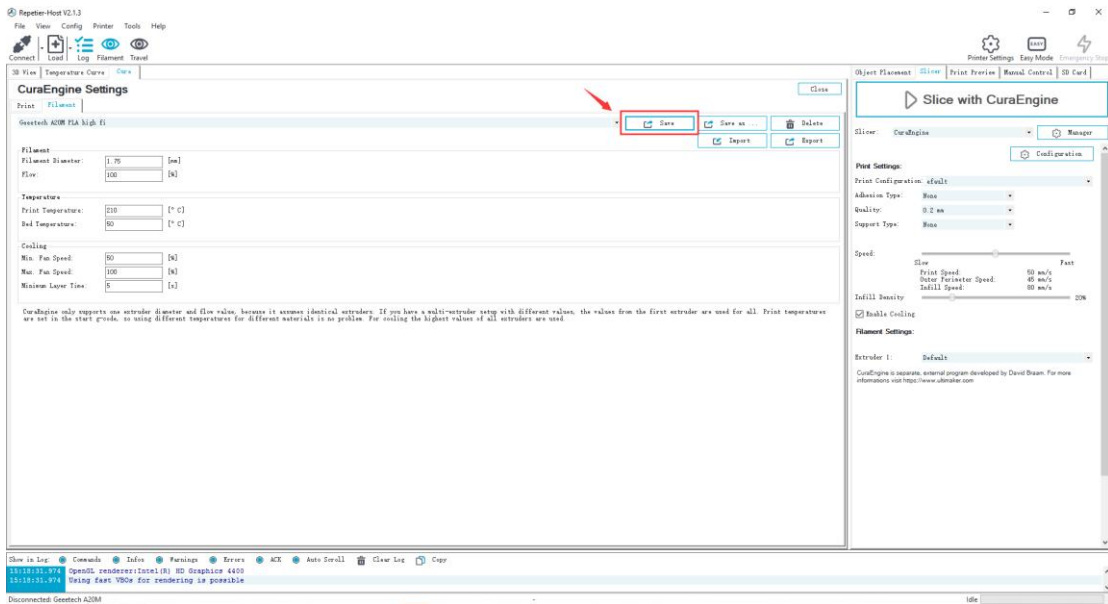 Repetier-Host V2.1.3
File View Config Printer Tools Help
Connect Load Log Filament Travel
Printer Settings Easy Mode Emergency Stop
EASY
3D View Temperature Curve Cura
Object Placement Slicer Print Preview Manual Control SD Card
CuraEngine Settings
Close
Print Filament
Geeetech A20M PLA high fi
Save Save as ... Delete
Import Export
Filament
Filament Diameter: 1.75 [mm]
Flow: 100 [%]
Temperature
Print Temperature: 210 [° C]
Bed Temperature: 50 [° C]
Cooling
Min. Fan Speed: 50 [%]
Max. Fan Speed: 100 [%]
Minimum Layer Time: 5 [s]
CuraEngine only supports one extruder diameter and flow value, because it assumes identical extruders. If you have a multi-extruder setup with different values, the values from the first extruder are used for all. Print temperatures
are set in the start g-code, so using different temperatures for different materials is no problem. For cooling the highest values of all extruders are used.
Slice with CuraEngine
Slicer: CuraEngine Manager
Configuration
Print Settings:
Print Configuration: efault
Adhesion Type: None
Quality: 0.2 mm
Support Type: None
Speed:
Slow Fast
Print Speed: 50 mm/s
Outer Perimeter Speed: 45 mm/s
Infill Speed: 80 mm/s
Infill Density 20%
Enable Cooling
Filament Settings:
Extruder 1: Default
CuraEngine is separate, external program developed by David Braam. For more
informations visit https://www.ultimaker.com
Show in Log: Commands Infos Warnings Errors ACK Auto Scroll Clear Log Copy
15:18:31.974 OpenGL renderer:Intel(R) HD Graphics 4400
15:18:31.974 Using fast VBOs for rendering is possible
Disconnected: Geeetech A20M - Idle